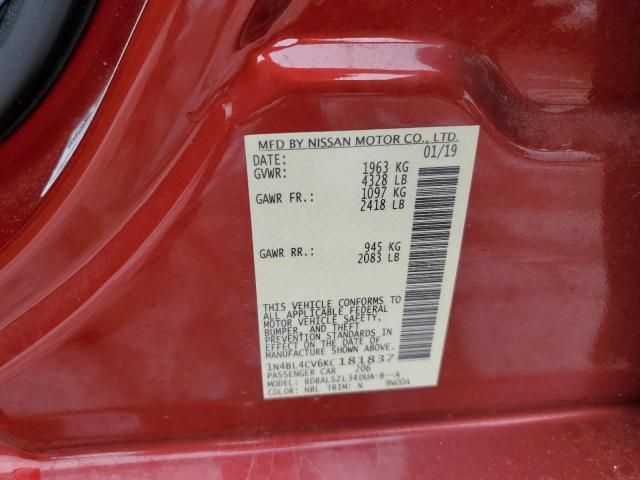 MFD BY NISSAN MOTOR CO., LTD.
DATE: 01/19
GVWR: 1963 KG
4328 LB
GAWR FR.: 1097 KG
2418 LB
GAWR RR.: 945 KG
2083 LB
THIS VEHICLE CONFORMS TO
ALL APPLICABLE FEDERAL
MOTOR VEHICLE SAFETY,
BUMPER, AND THEFT
PREVENTION STANDARDS IN
EFFECT ON THE DATE OF
MANUFACTURE SHOWN ABOVE.
1N4BL4CV6KC181837
PASSENGER CAR 206
MODEL: BDBALSZL34DUA-B--A
COLOR: NBL TRIM: N 9N00A